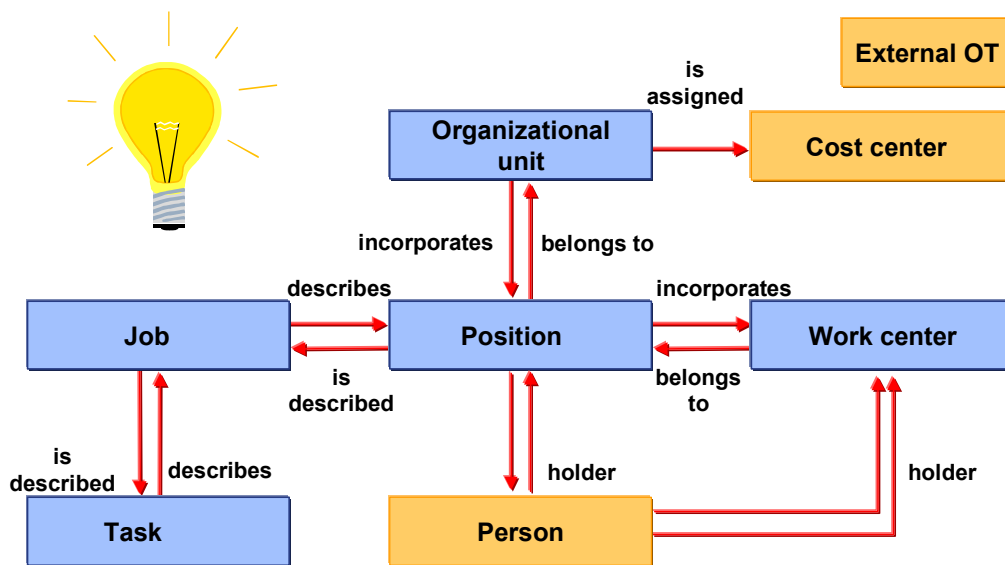 External OT
is
assigned
Organizational
unit
Cost center
incorporates
belongs to
describes
incorporates
Job
Position
Work center
is
described
belongs
to
is
described
describes
holder
holder
Task
Person